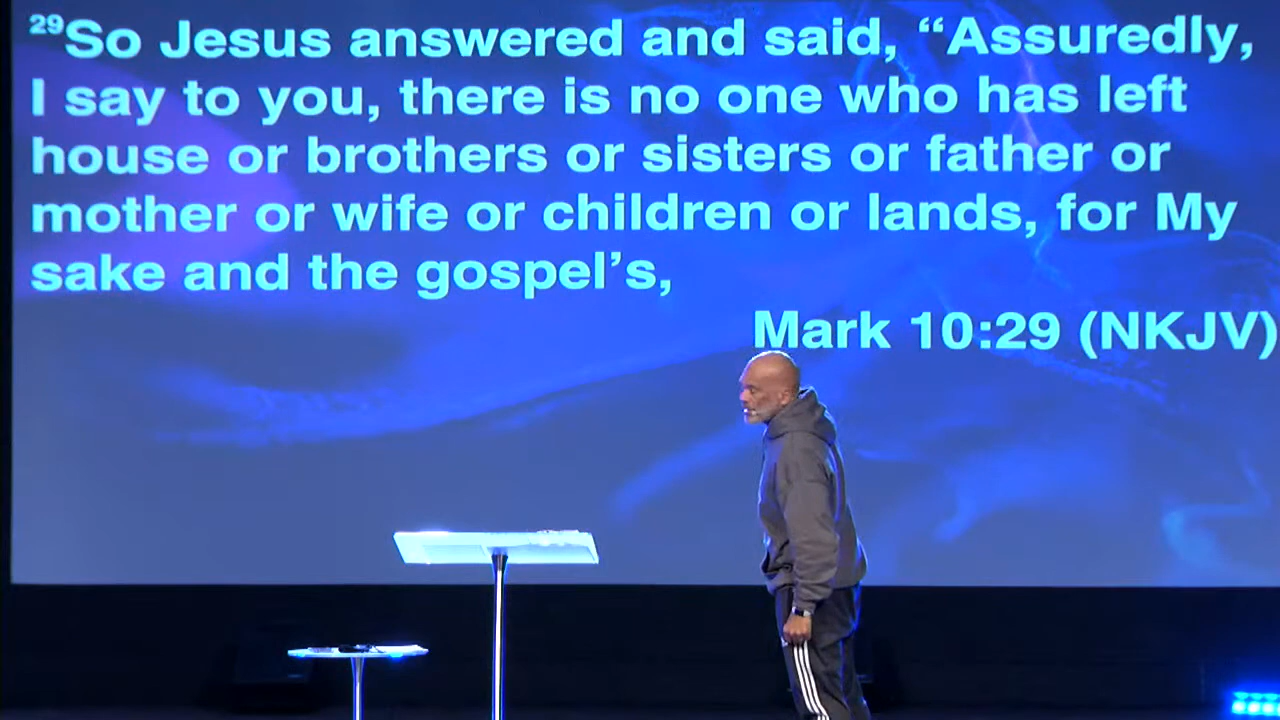 ²⁹So Jesus answered and said, “Assuredly,
I say to you, there is no one who has left
house or brothers or sisters or father or
mother or wife or children or lands, for My
sake and the gospel’s,
Mark 10:29 (NKJV)